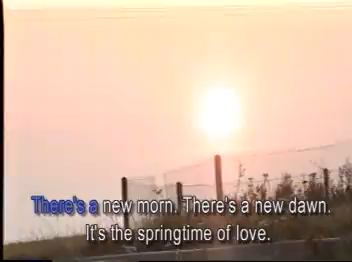 There's a new morn. There's a new dawn.
It's the springtime of love.